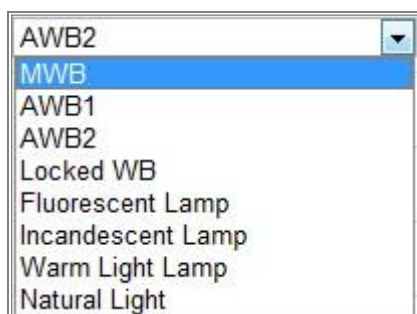 AWB2
MWB
AWB1
AWB2
Locked WB
Fluorescent Lamp
Incandescent Lamp
Warm Light Lamp
Natural Light